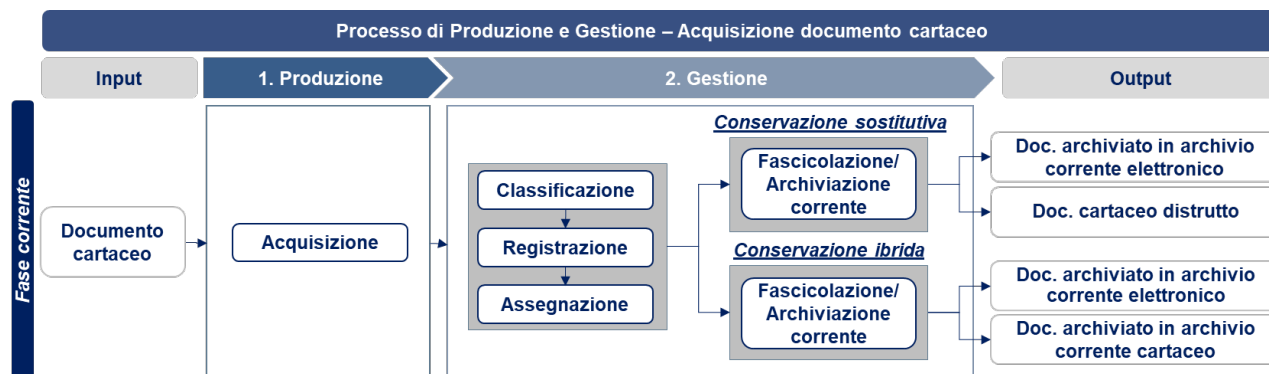 Processo di Produzione e Gestione – Acquisizione documento cartaceo
Input
1. Produzione
2. Gestione
Output
Fase corrente
Documento
cartaceo
Acquisizione
Classificazione
Registrazione
Assegnazione
Conservazione sostitutiva
Fascicolazione/
Archiviazione
corrente
Conservazione ibrida
Fascicolazione/
Archiviazione
corrente
Doc. archiviato in archivio
corrente elettronico
Doc. cartaceo distrutto
Doc. archiviato in archivio
corrente elettronico
Doc. archiviato in archivio
corrente cartaceo